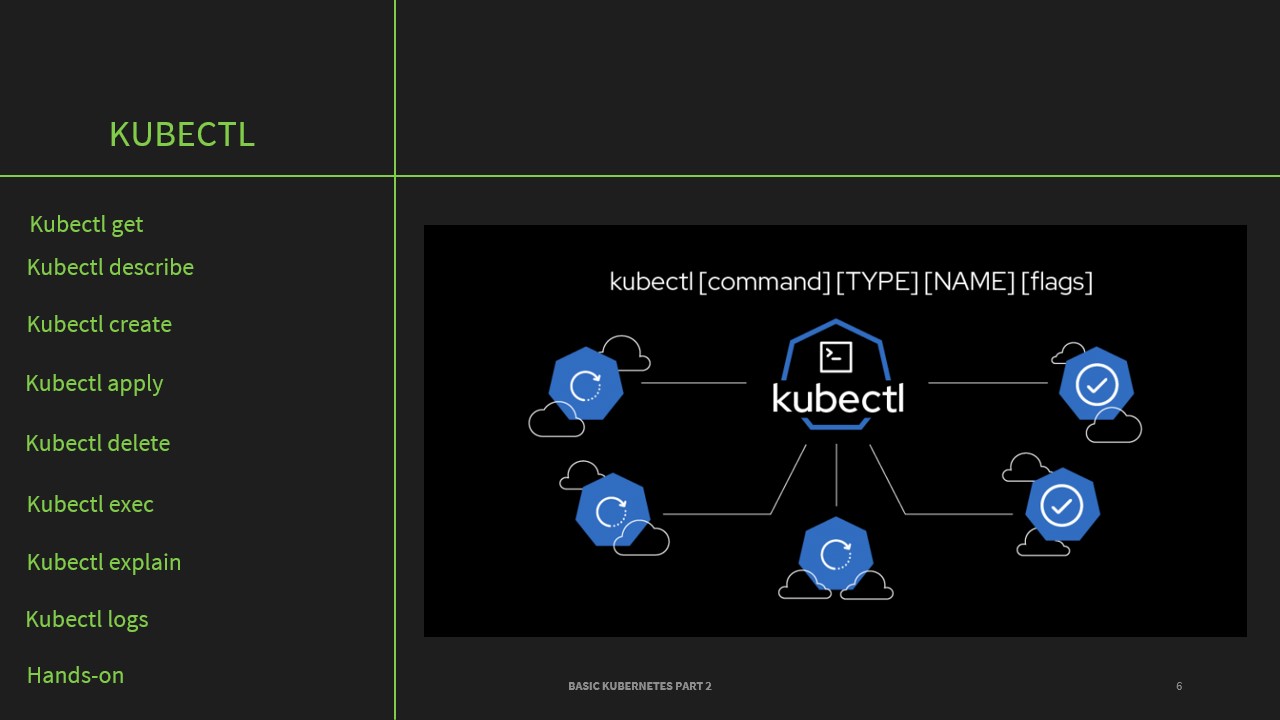 KUBECTL
Kubectl get
Kubectl describe
Kubectl create
Kubectl apply
Kubectl delete
Kubectl exec
Kubectl explain
Kubectl logs
Hands-on
kubectl [command] [TYPE] [NAME] [flags]
kubectl
BASIC KUBERNETES PART 2
6